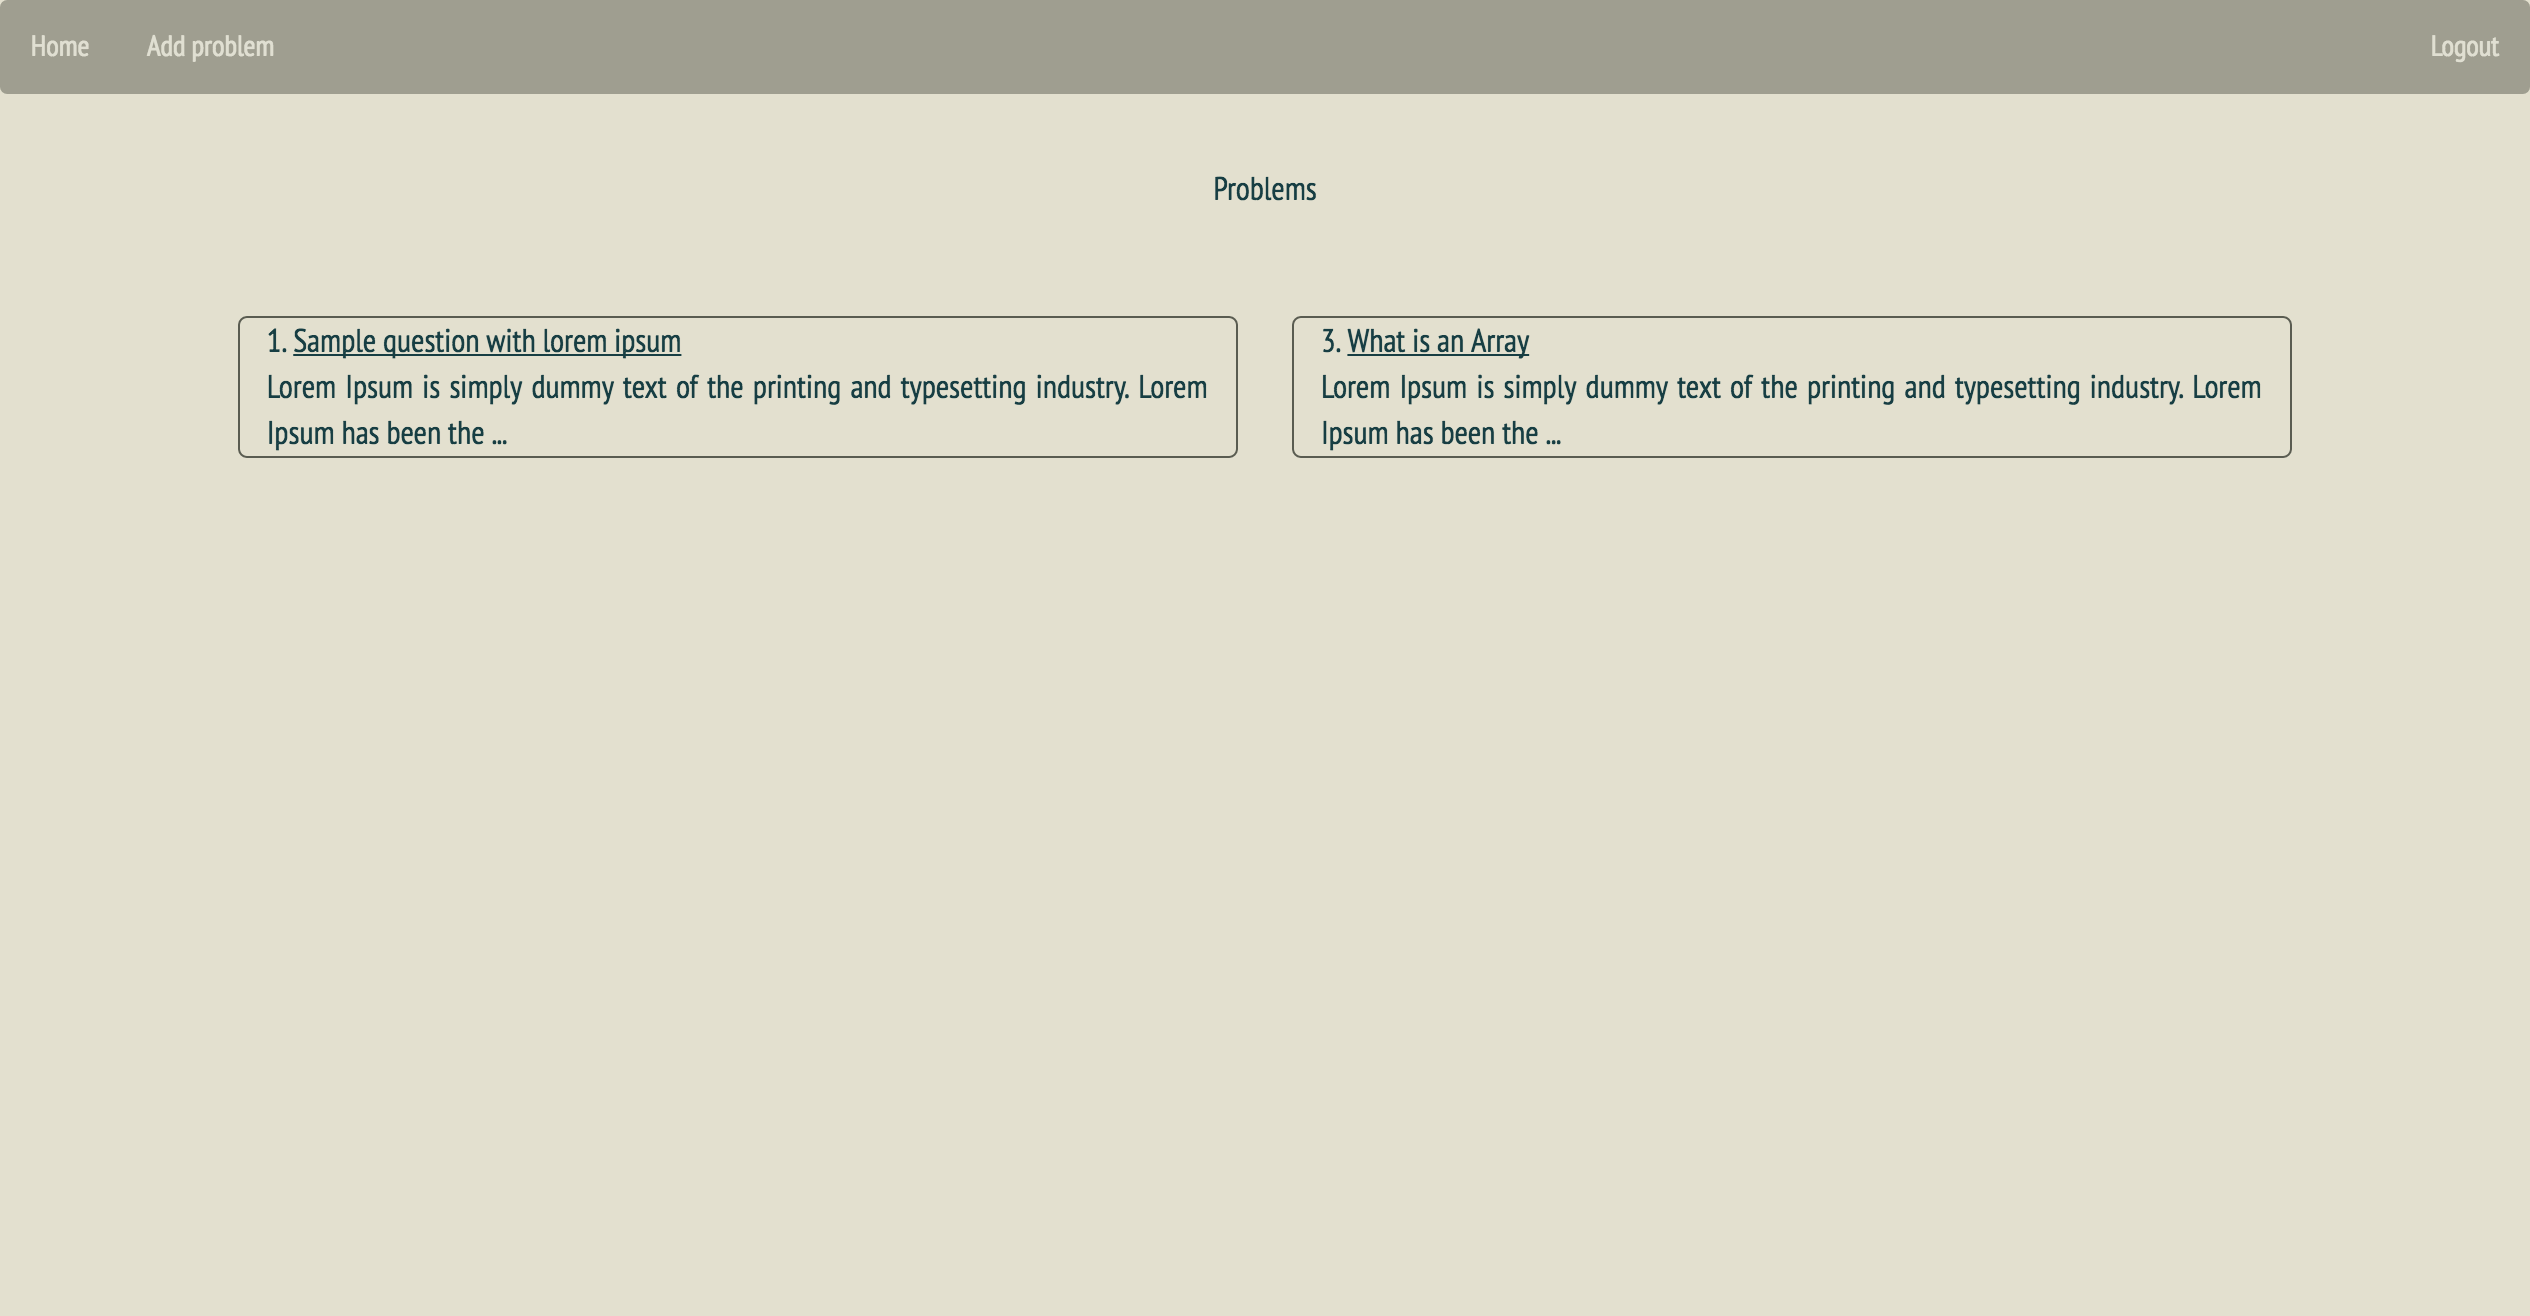 Home Add problem Logout
Problems
1. Sample question with lorem ipsum
Lorem Ipsum is simply dummy text of the printing and typesetting industry. Lorem
Ipsum has been the ...
3. What is an Array
Lorem Ipsum is simply dummy text of the printing and typesetting industry. Lorem
Ipsum has been the ...